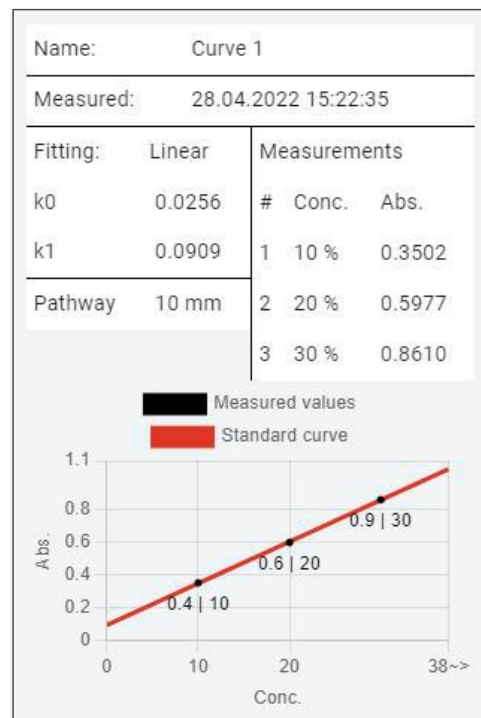 Name: Curve 1
Measured: 28.04.2022 15:22:35
Fitting: Linear
k0 0.0256
k1 0.0909
Pathway 10 mm
Measurements
# Conc. Abs.
1 10 % 0.3502
2 20 % 0.5977
3 30 % 0.8610
Measured values
Standard curve
1.1
0.8
0.6
0.4
0.2
0
Abs.
0.9 | 30
0.6 | 20
0.4 | 10
0 10 20 38~>
Conc.